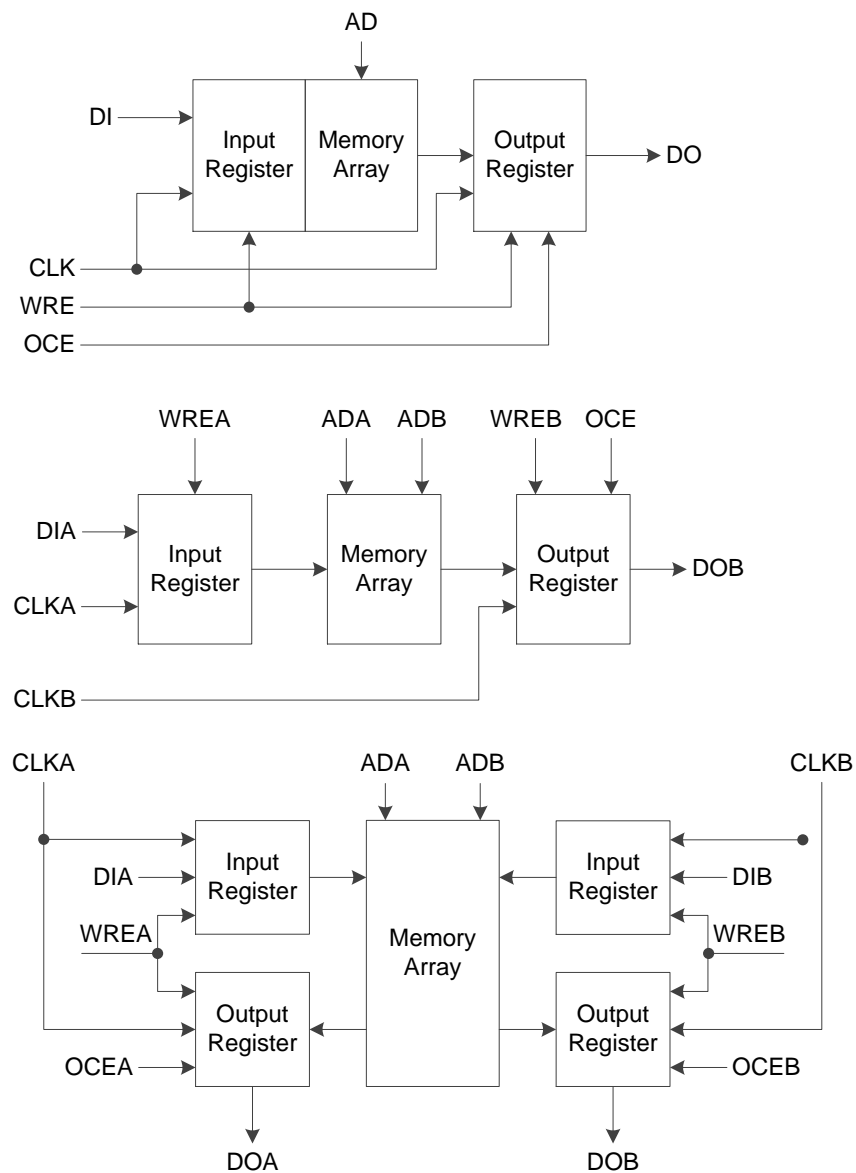 AD
DI
Input
Register
Memory
Array
Output
Register
DO
CLK
WRE
OCE
WREA
ADA
ADB
WREB
OCE
DIA
Input
Register
Memory
Array
Output
Register
DOB
CLKA
CLKB
CLKA
ADA
ADB
CLKB
Input
Register
Input
Register
DIA
DIB
WREA
Memory
Array
WREB
Output
Register
Output
Register
OCEA
OCEB
DOA
DOB